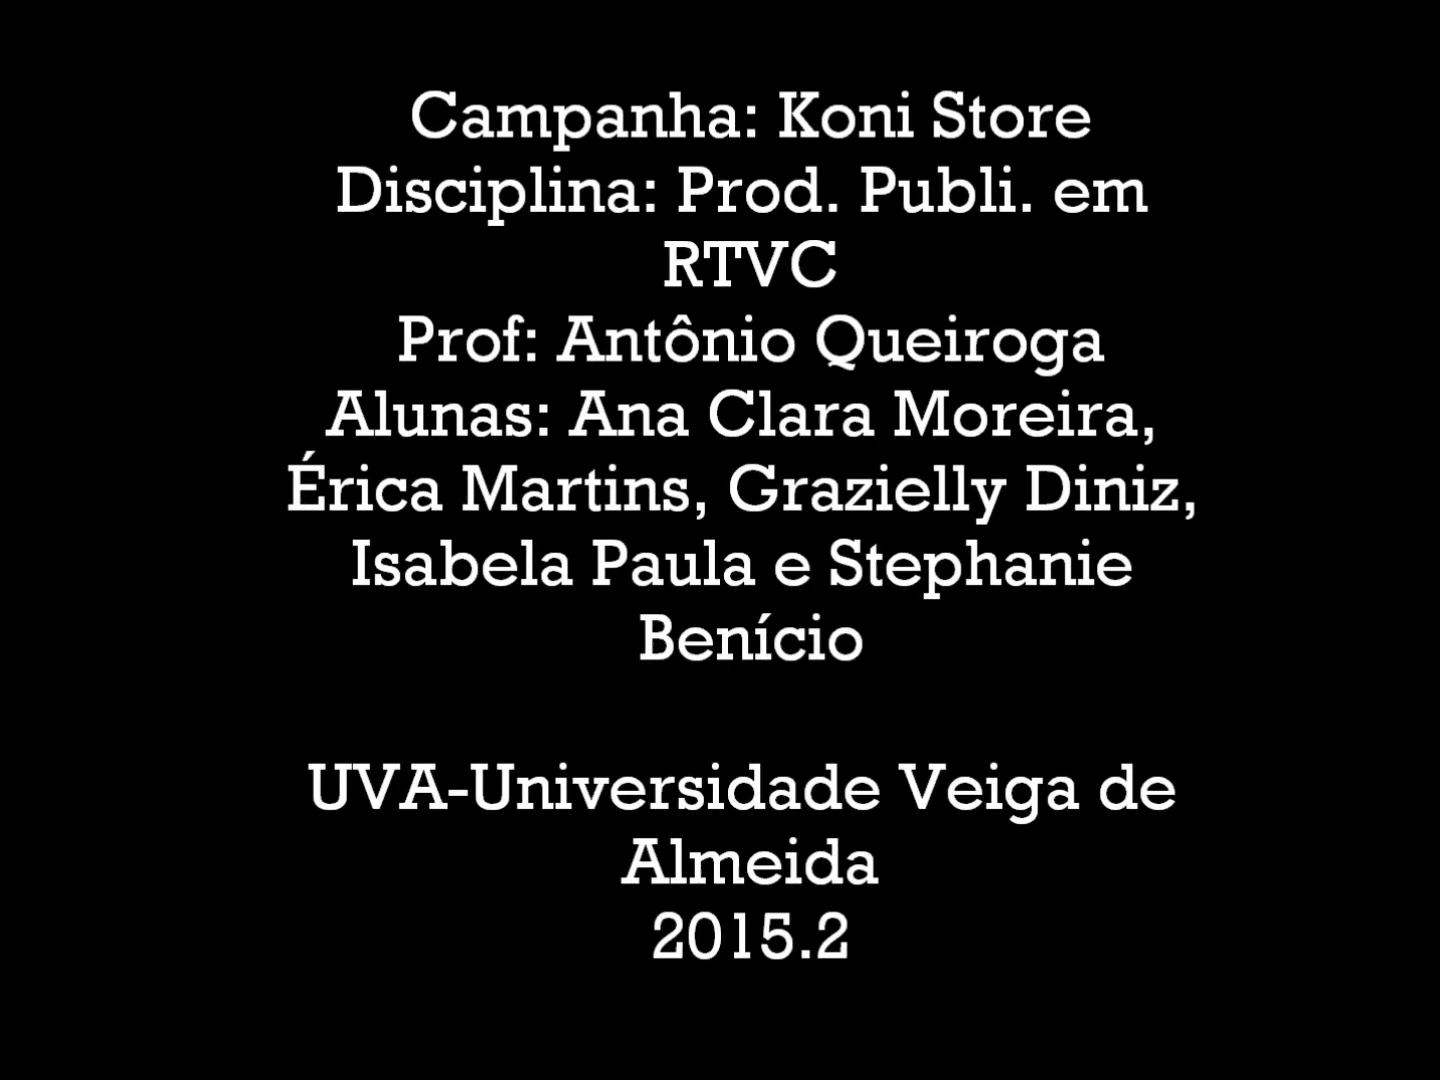 Campanha: Koni Store
Disciplina: Prod. Publi. em
RTVC
Prof: Antônio Queiroga
Alunas: Ana Clara Moreira,
Érica Martins, Grazielly Diniz,
Isabela Paula e Stephanie
Benício
UVA-Universidade Veiga de
Almeida
2015.2